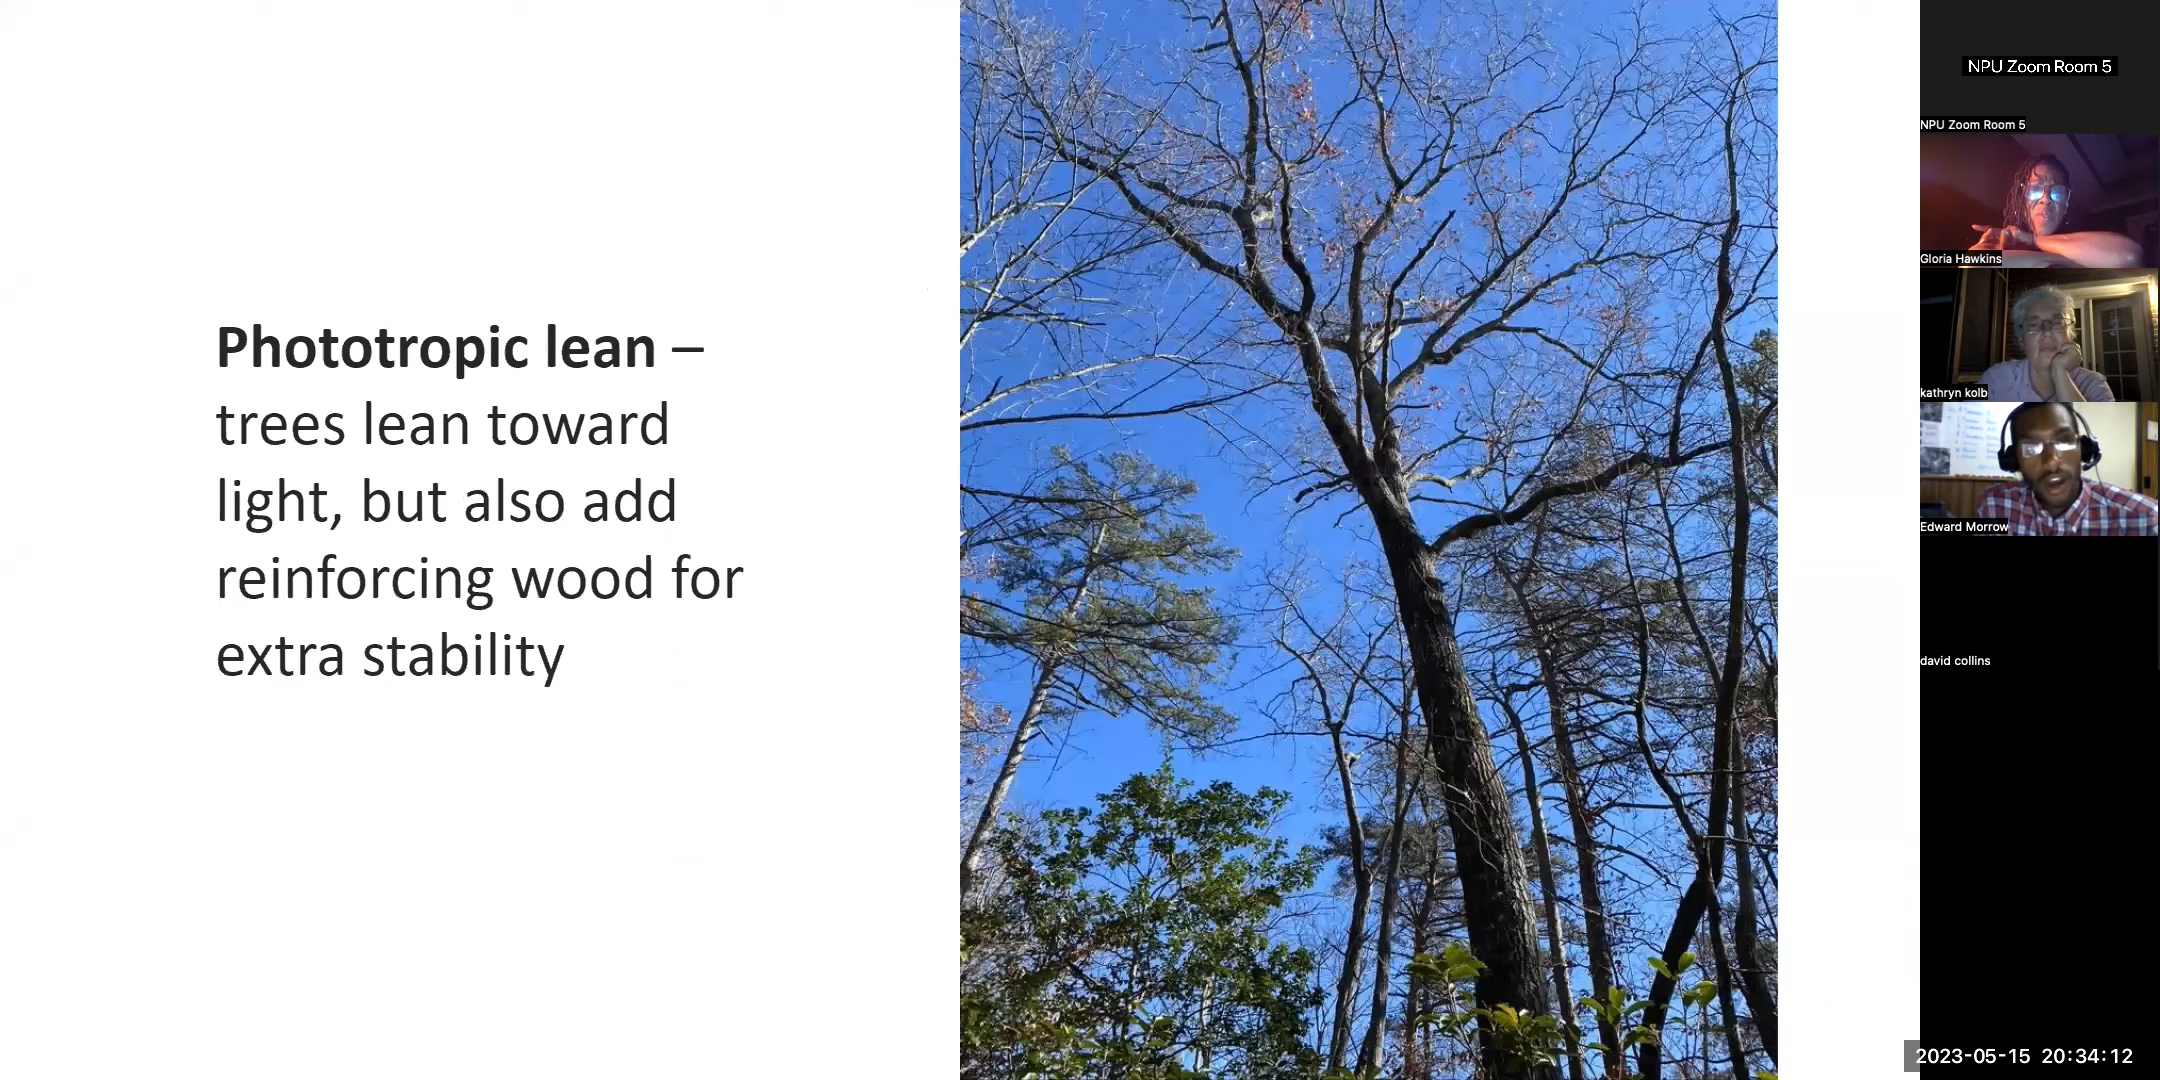 Phototropic lean –
trees lean toward
light, but also add
reinforcing wood for
extra stability
NPU Zoom Room 5
NPU Zoom Room 5
Gloria Hawkins
kathryn kolb
Edward Morrow
david collins
2023-05-15 20:34:12